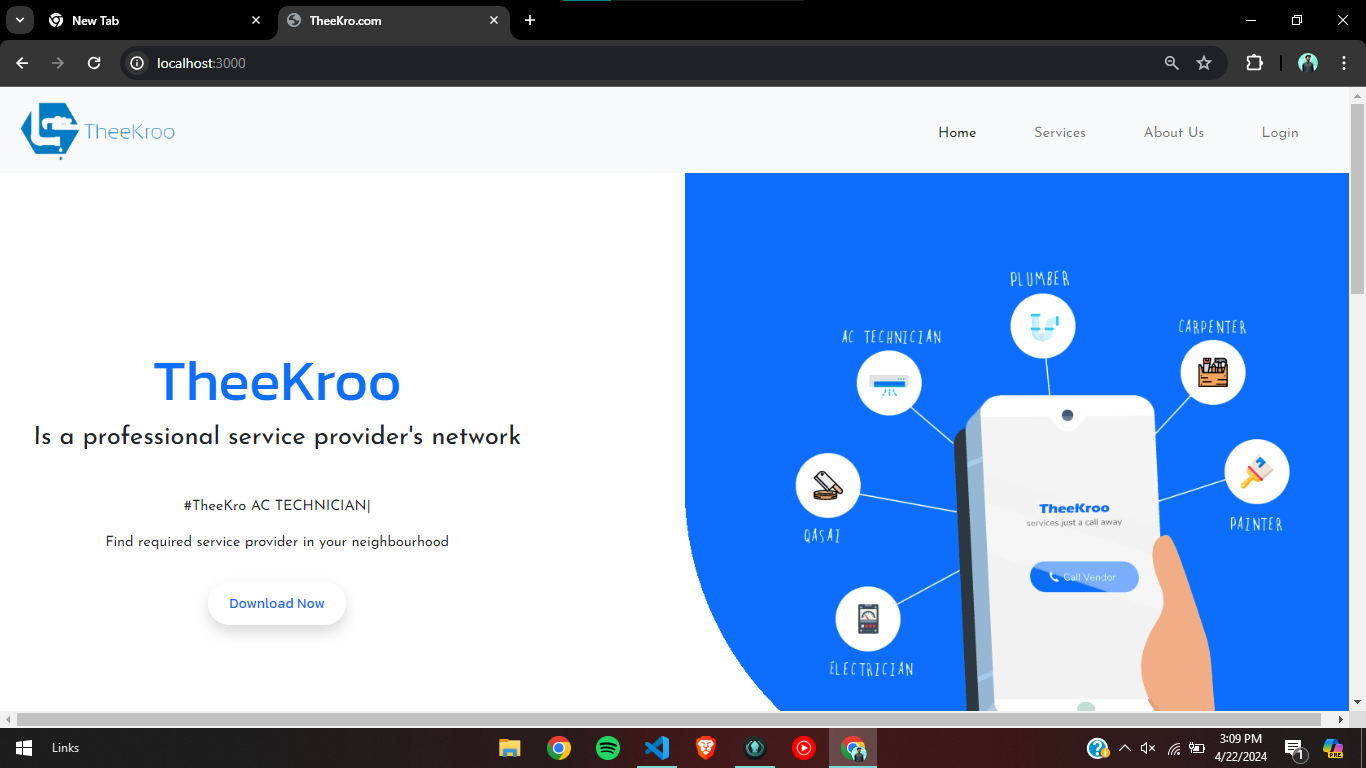 New Tab
TheeKro.com
localhost:3000
TheeKroo
Home
Services
About Us
Login
TheeKroo
Is a professional service provider's network
#TheeKro AC TECHNICIAN|
Find required service provider in your neighbourhood
Download Now
PLUMBER
AC TECHNICIAN
CARPENTER
QASAI
PAINTER
ELECTRICIAN
TheeKroo
services just a call away
Call Vendor
Links
3:09 PM
4/22/2024
1
PRE